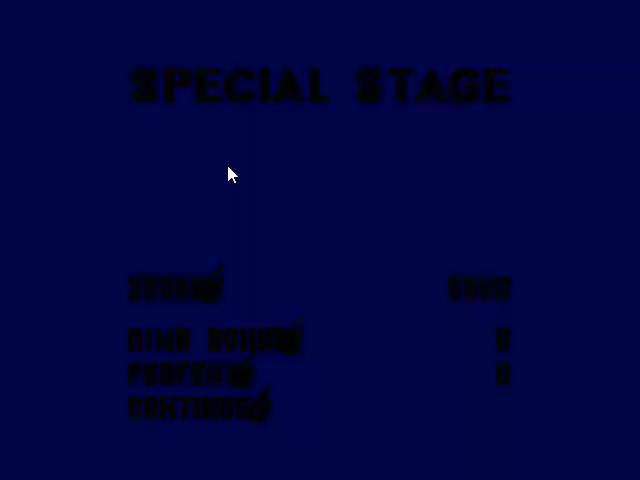 SPECIAL STAGE
RING BONUS 0
PERFECT 0
CONTINUE